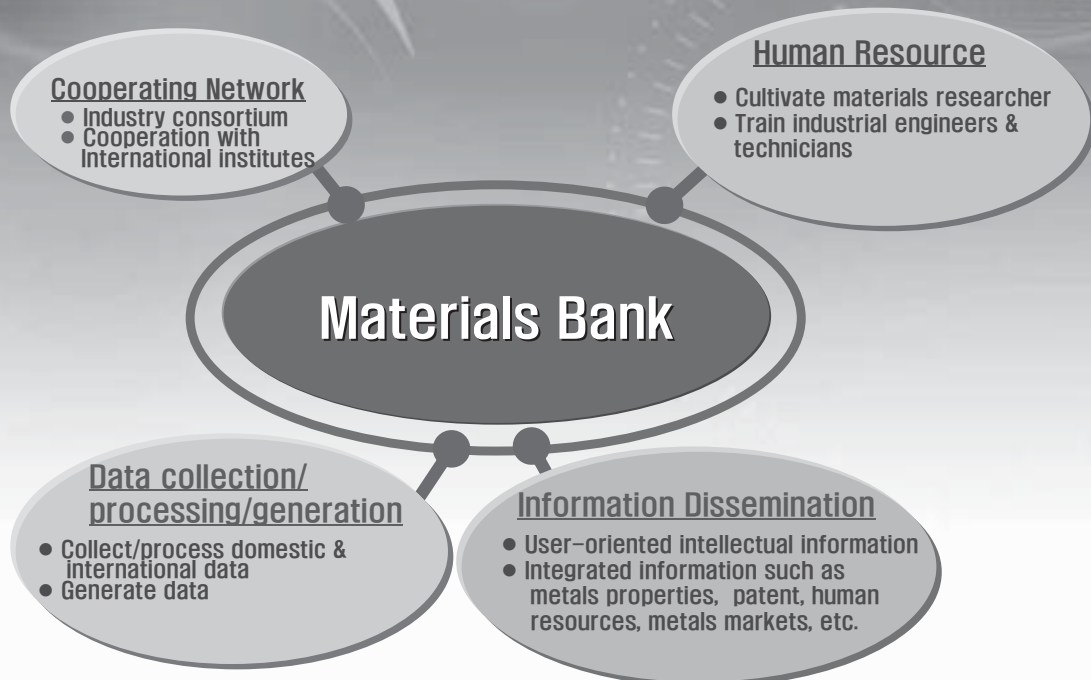 Cooperating Network
● Industry consortium
● Cooperation with
International institutes
Human Resource
● Cultivate materials researcher
● Train industrial engineers &
technicians
Materials Bank
Data collection/
processing/generation
● Collect/process domestic &
international data
● Generate data
Information Dissemination
● User-oriented intellectual information
● Integrated information such as
metals properties, patent, human
resources, metals markets, etc.